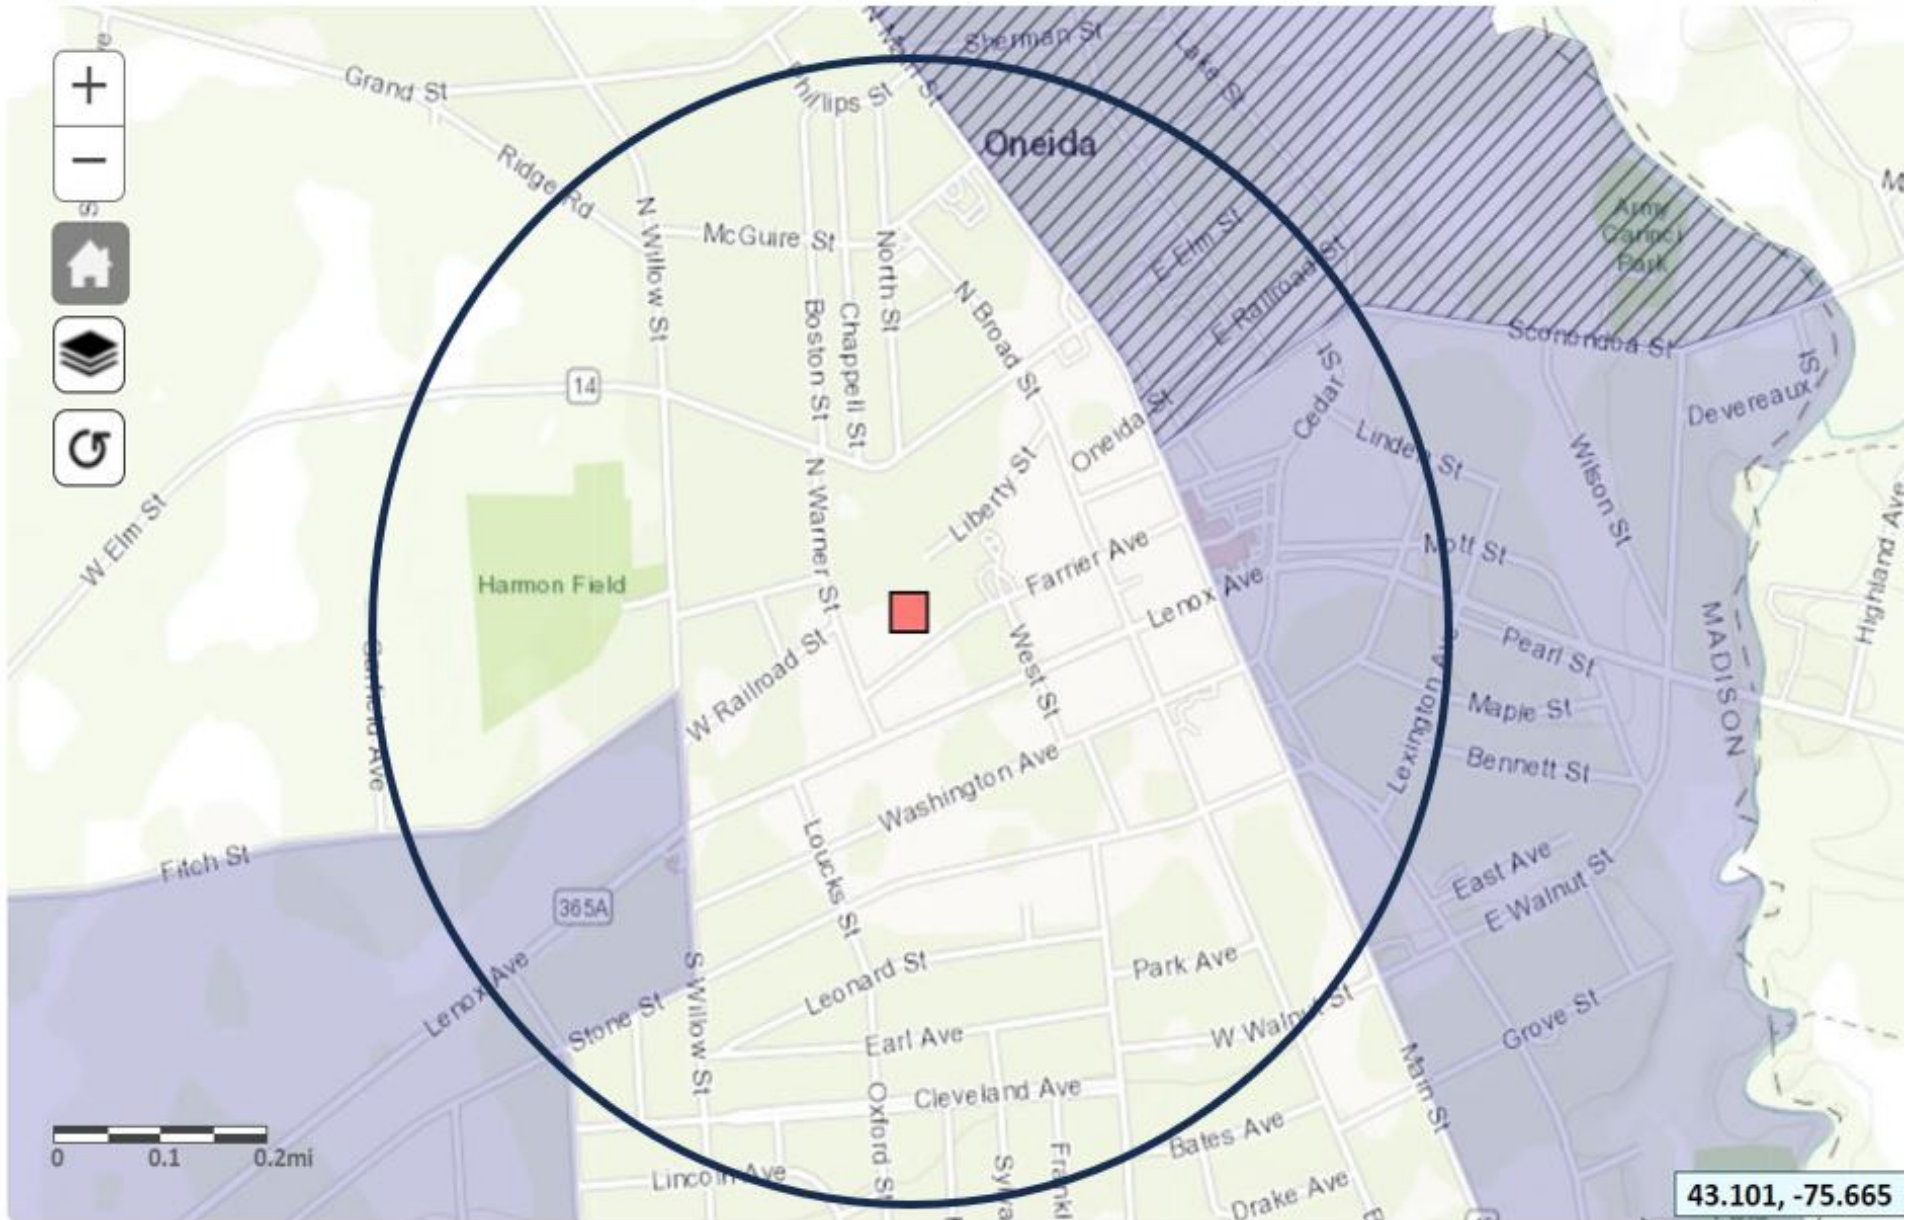 Sherman St
N Main St
Lake St
Grand St
Phillips St
Oneida
Ridge Rd
N Willow St
McGuire St
North St
E Elm St
E Railroad St
Army
Park
N Broad St
Boston St
Chappell St
14
Sconondoa St
St
Cedar St
Devereaux
St
Linden St
Oneida
Wilson St
N Warner St
Liberty St
W Elm St
Highland Ave
Farrier Ave
Mott St
Harmon Field
Lenox Ave
Pearl St
MADISON
West St
W Railroad St
Garfield Ave
Lexington Ave
Maple St
Bennett St
Washington Ave
Fitch St
Loucks St
East Ave
E Walnut St
365A
Lenox Ave
S Willow St
Leonard St
Park Ave
Stone St
W Walnut St
Grove St
Earl Ave
Main St
Cleveland Ave
Oxford St
Bates Ave
0 0.1 0.2mi
Lincoln Ave
Drake Ave
43.101, -75.665